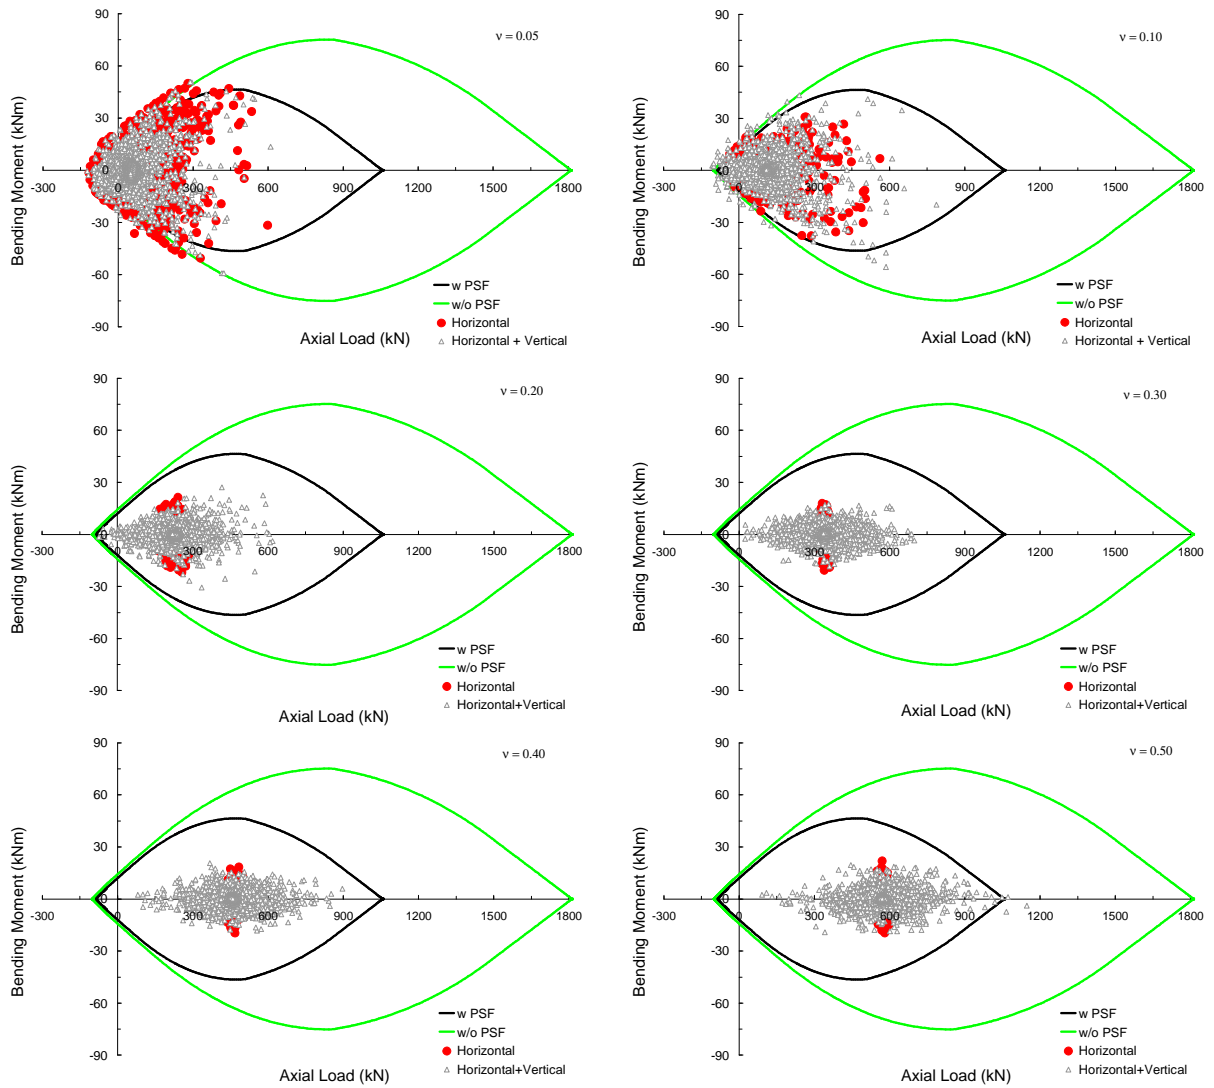 ν = 0.05
90
60
30
0
-30
-60
-90
-300
0
300
600
900
1200
1500
1800
Bending Moment (kNm)
Axial Load (kN)
w PSF
w/o PSF
Horizontal
Horizontal + Vertical
ν = 0.10
90
60
30
0
-30
-60
-90
-300
0
300
600
900
1200
1500
1800
Bending Moment (kNm)
Axial Load (kN)
w PSF
w/o PSF
Horizontal
Horizontal + Vertical
ν = 0.20
90
60
30
0
-30
-60
-90
-300
0
300
600
900
1200
1500
1800
Bending Moment (kNm)
Axial Load (kN)
w PSF
w/o PSF
Horizontal
Horizontal+Vertical
ν = 0.30
90
60
30
0
-30
-60
-90
-300
0
300
600
900
1200
1500
1800
Bending Moment (kNm)
Axial Load (kN)
w PSF
w/o PSF
Horizontal
Horizontal+Vertical
ν = 0.40
90
60
30
0
-30
-60
-90
-300
0
300
600
900
1200
1500
1800
Bending Moment (kNm)
Axial Load (kN)
w PSF
w/o PSF
Horizontal
Horizontal+Vertical
ν = 0.50
90
60
30
0
-30
-60
-90
-300
0
300
600
900
1200
1500
1800
Bending Moment (kNm)
Axial Load (kN)
w PSF
w/o PSF
Horizontal
Horizontal+Vertical